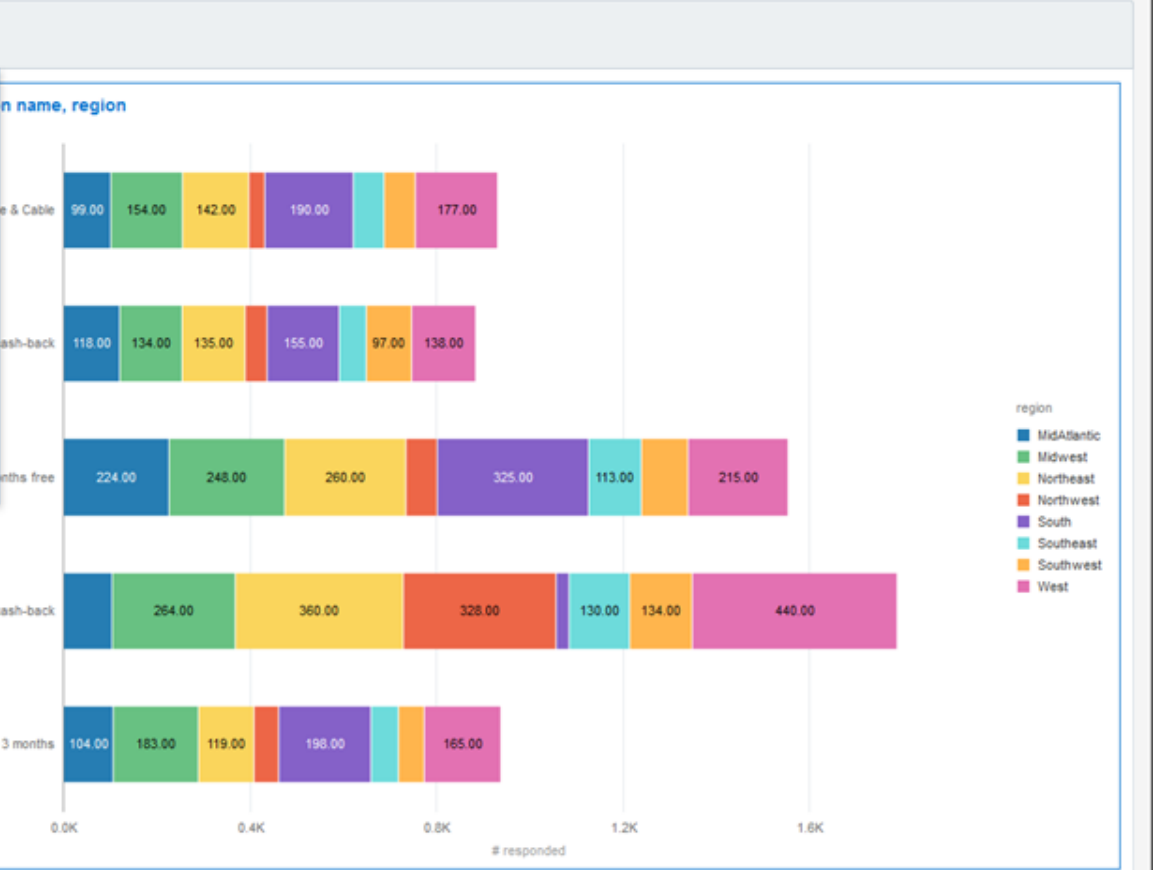 n name, region
e & Cable
99.00 154.00 142.00 190.00 177.00
ash-back
118.00 134.00 135.00 155.00 97.00 138.00
nths free
224.00 248.00 260.00 325.00 113.00 215.00
ash-back
264.00 360.00 328.00 130.00 134.00 440.00
3 months
104.00 183.00 119.00 198.00 165.00
0.0K 0.4K 0.8K 1.2K 1.6K
# responded
region
MidAtlantic
Midwest
Northeast
Northwest
South
Southeast
Southwest
West